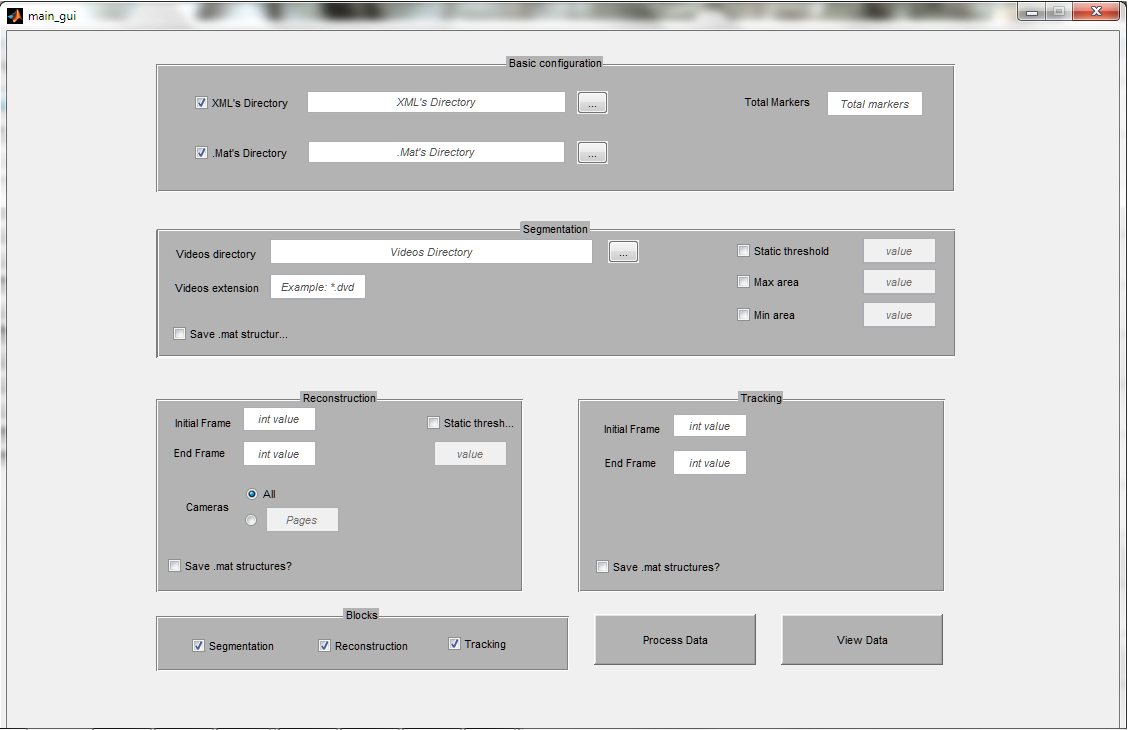 main_gui
Basic configuration
XML's Directory XML's Directory ... Total Markers Total markers
.Mat's Directory .Mat's Directory ...
Segmentation
Videos directory Videos Directory ... Static threshold value
Videos extension Example: *.dvd Max area value
Min area value
Save .mat structur...
Reconstruction
Initial Frame int value Static thresh...
End Frame int value value
Cameras All
Pages
Save .mat structures?
Tracking
Initial Frame int value
End Frame int value
Save .mat structures?
Blocks
Segmentation Reconstruction Tracking
Process Data View Data